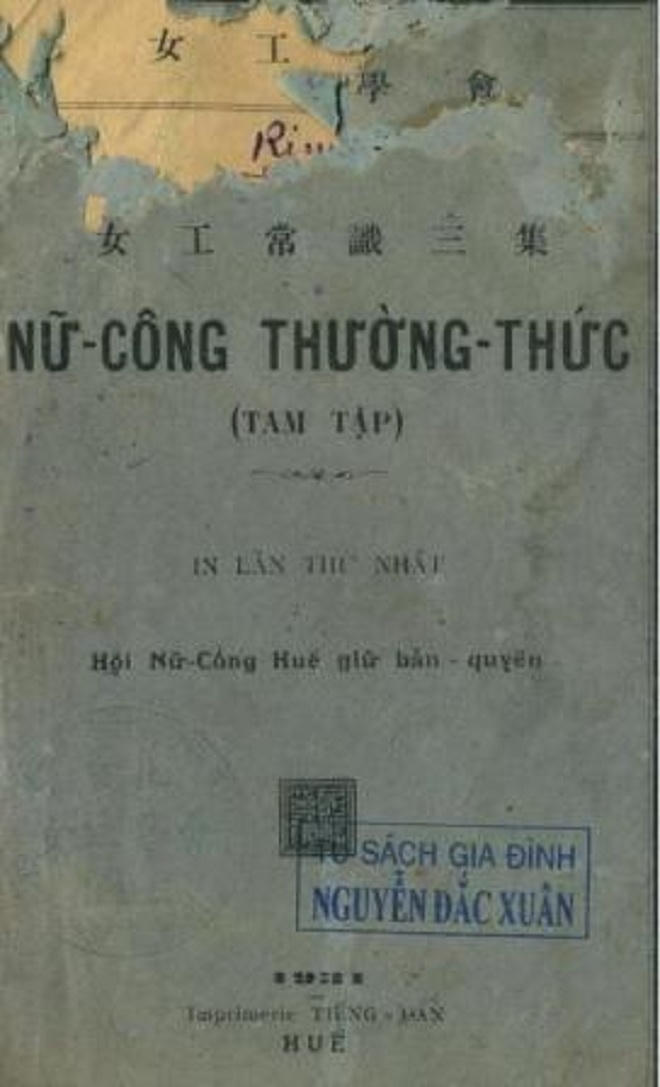 女工學會
女工常識三集
NỮ-CÔNG THƯỜNG-THỨC
(TAM TẬP)
IN LẦN THỨ NHẤT
Hội Nữ-Công Huế giữ bản - quyền
TỦ SÁCH GIA ĐÌNH
NGUYỄN ĐẮC XUÂN
Imprimerie TIẾNG - DÂN
HUẾ